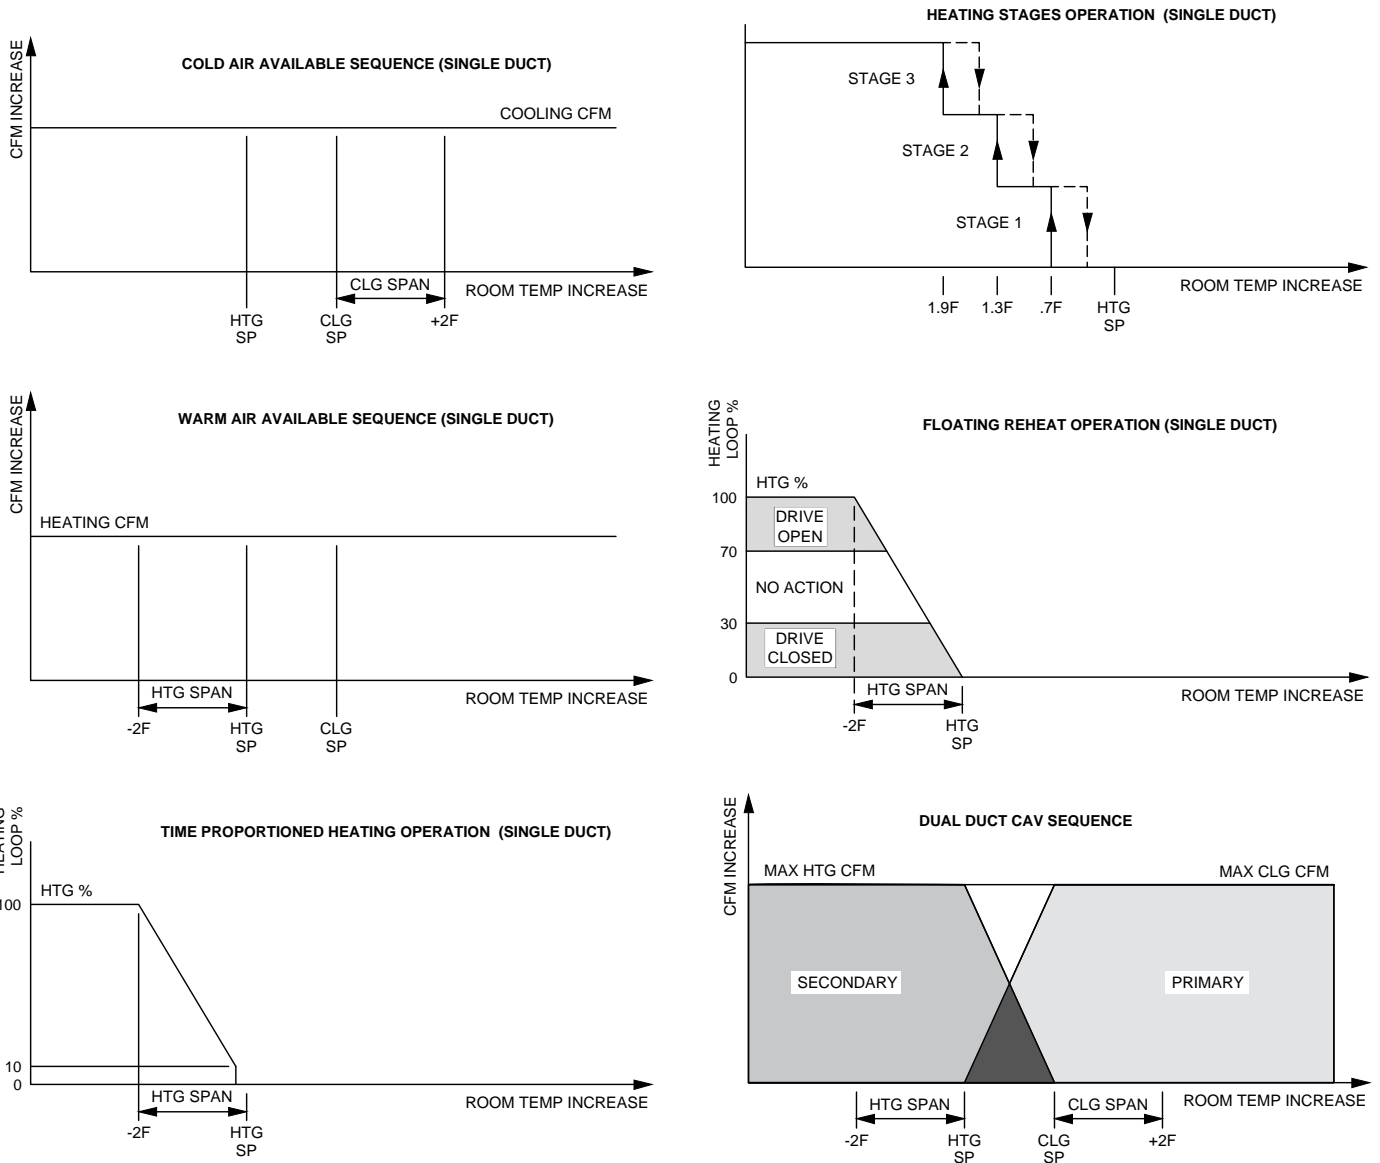 COLD AIR AVAILABLE SEQUENCE (SINGLE DUCT)
CFM INCREASE
COOLING CFM
CLG SPAN
ROOM TEMP INCREASE
HTG
SP
CLG
SP
+2F
HEATING STAGES OPERATION (SINGLE DUCT)
STAGE 3
STAGE 2
STAGE 1
ROOM TEMP INCREASE
1.9F
1.3F
.7F
HTG
SP
WARM AIR AVAILABLE SEQUENCE (SINGLE DUCT)
CFM INCREASE
HEATING CFM
HTG SPAN
ROOM TEMP INCREASE
-2F
HTG
SP
CLG
SP
FLOATING REHEAT OPERATION (SINGLE DUCT)
HEATING
LOOP %
HTG %
100
DRIVE
OPEN
70
NO ACTION
30
DRIVE
CLOSED
0
HTG SPAN
ROOM TEMP INCREASE
-2F
HTG
SP
TIME PROPORTIONED HEATING OPERATION (SINGLE DUCT)
HEATING
LOOP %
HTG %
100
10
0
HTG SPAN
ROOM TEMP INCREASE
-2F
HTG
SP
DUAL DUCT CAV SEQUENCE
CFM INCREASE
MAX HTG CFM
MAX CLG CFM
SECONDARY
PRIMARY
HTG SPAN
CLG SPAN
ROOM TEMP INCREASE
-2F
HTG
SP
CLG
SP
+2F